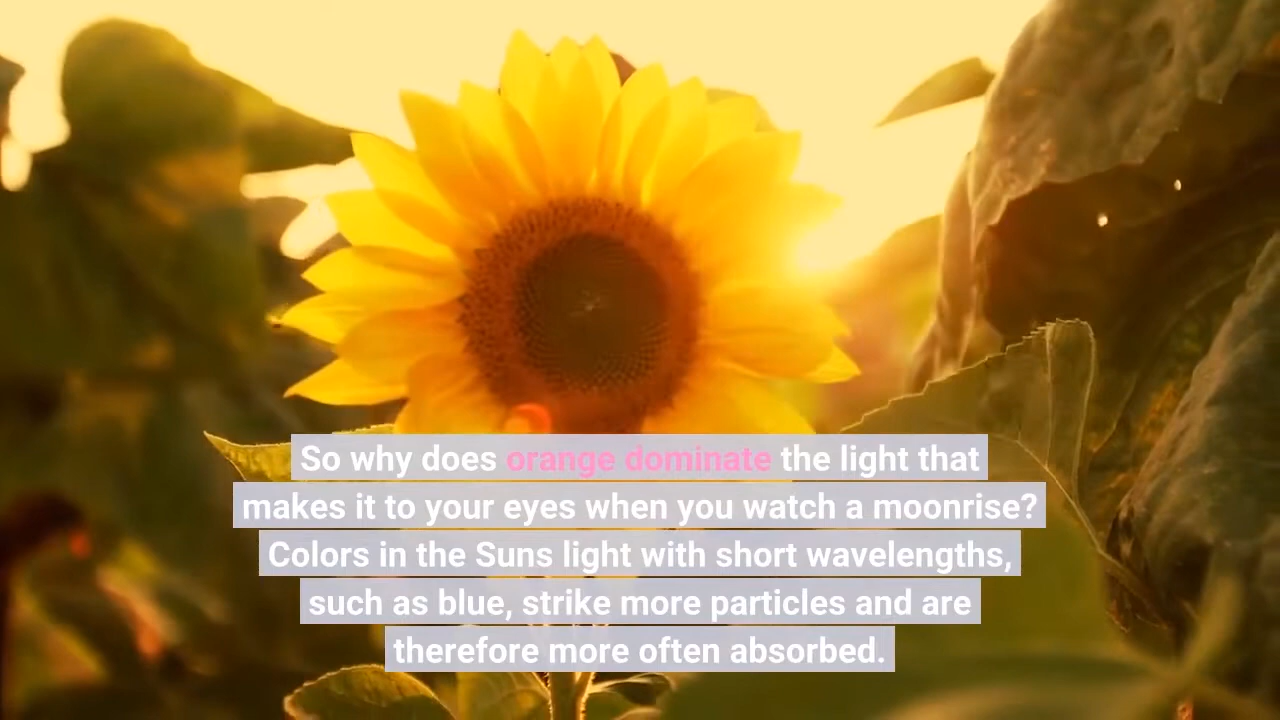 So why does orange dominate the light that
makes it to your eyes when you watch a moonrise?
Colors in the Suns light with short wavelengths,
such as blue, strike more particles and are
therefore more often absorbed.